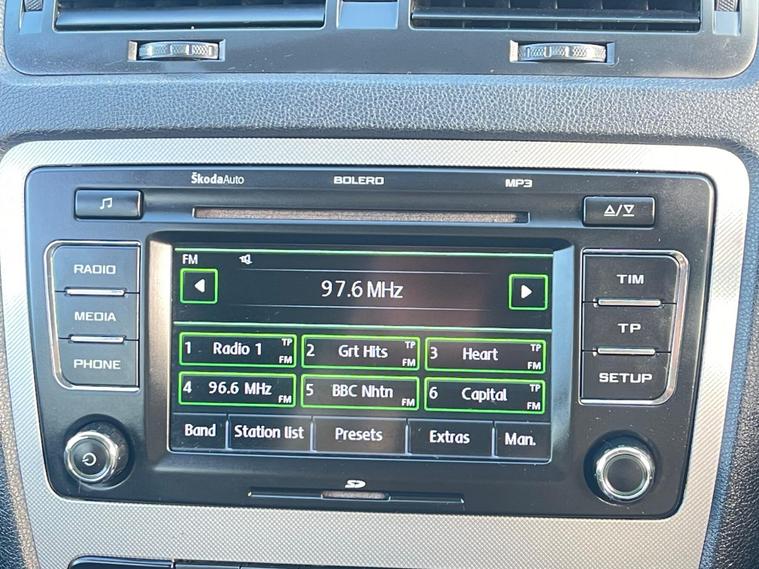 ŠkodaAuto BOLERO MP3
RADIO
MEDIA
PHONE
FM
97.6 MHz
1 Radio 1 TP FM
2 Grt Hits TP FM
3 Heart TP FM
4 96.6 MHz FM
5 BBC Nhtn FM
6 Capital TP FM
Band Station list Presets Extras Man.
TIM
TP
SETUP
SD